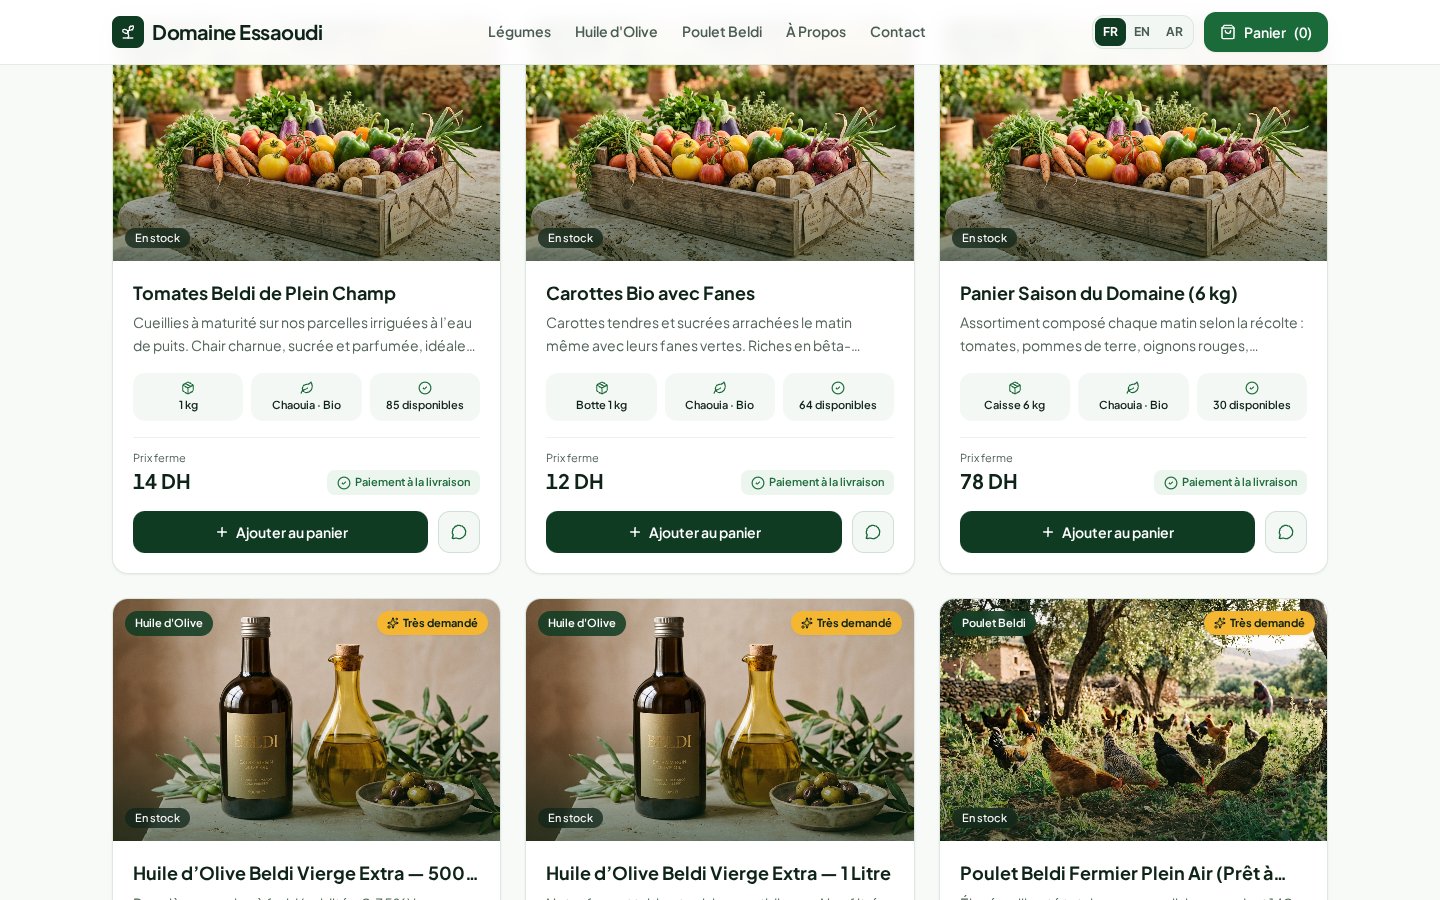 Domaine Essaoudi
Légumes
Huile d'Olive
Poulet Beldi
À Propos
Contact
FR
EN
AR
Panier (0)
En stock
En stock
En stock
Tomates Beldi de Plein Champ
Cueillies à maturité sur nos parcelles irriguées à l’eau
de puits. Chair charnue, sucrée et parfumée, idéale…
1 kg
Chaouia · Bio
85 disponibles
Prix ferme
14 DH
Paiement à la livraison
Ajouter au panier
Carottes Bio avec Fanes
Carottes tendres et sucrées arrachées le matin
même avec leurs fanes vertes. Riches en bêta-…
Botte 1 kg
Chaouia · Bio
64 disponibles
Prix ferme
12 DH
Paiement à la livraison
Ajouter au panier
Panier Saison du Domaine (6 kg)
Assortiment composé chaque matin selon la récolte :
tomates, pommes de terre, oignons rouges,…
Caisse 6 kg
Chaouia · Bio
30 disponibles
Prix ferme
78 DH
Paiement à la livraison
Ajouter au panier
Huile d'Olive
Très demandé
BELDI
En stock
Huile d’Olive Beldi Vierge Extra — 500…
Huile d'Olive
Très demandé
BELDI
En stock
Huile d’Olive Beldi Vierge Extra — 1 Litre
Poulet Beldi
Très demandé
En stock
Poulet Beldi Fermier Plein Air (Prêt à…